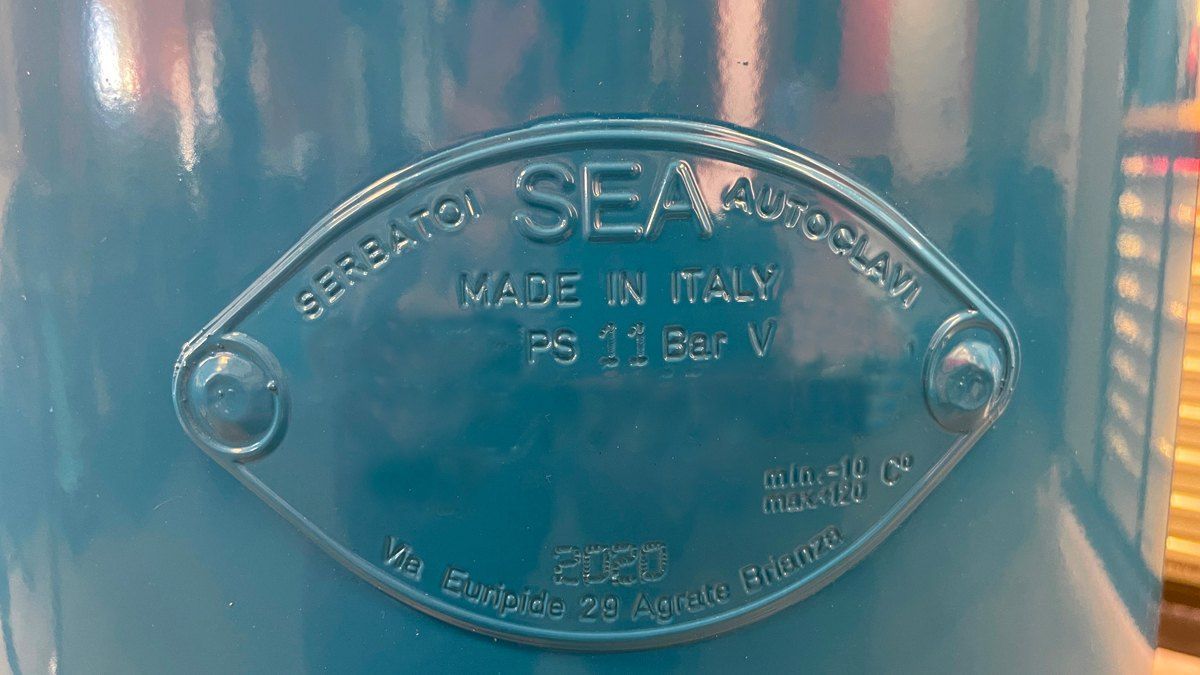 SERBATOI SEA AUTOCLAVI
MADE IN ITALY
PS 11 Bar V
min.-10 C°
max+120
2020
Via Euripide 29 Agrate Brianza